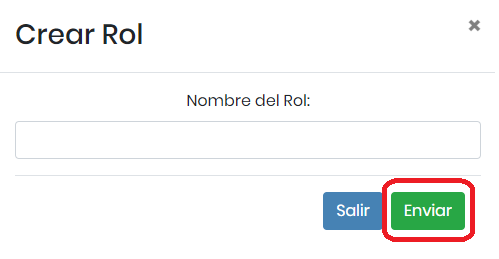 Crear Rol
×
Nombre del Rol:
Salir Enviar